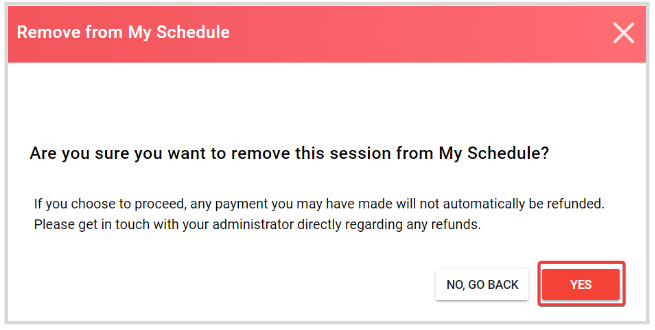 Remove from My Schedule
Are you sure you want to remove this session from My Schedule?
If you choose to proceed, any payment you may have made will not automatically be refunded.
Please get in touch with your administrator directly regarding any refunds.
NO, GO BACK
YES